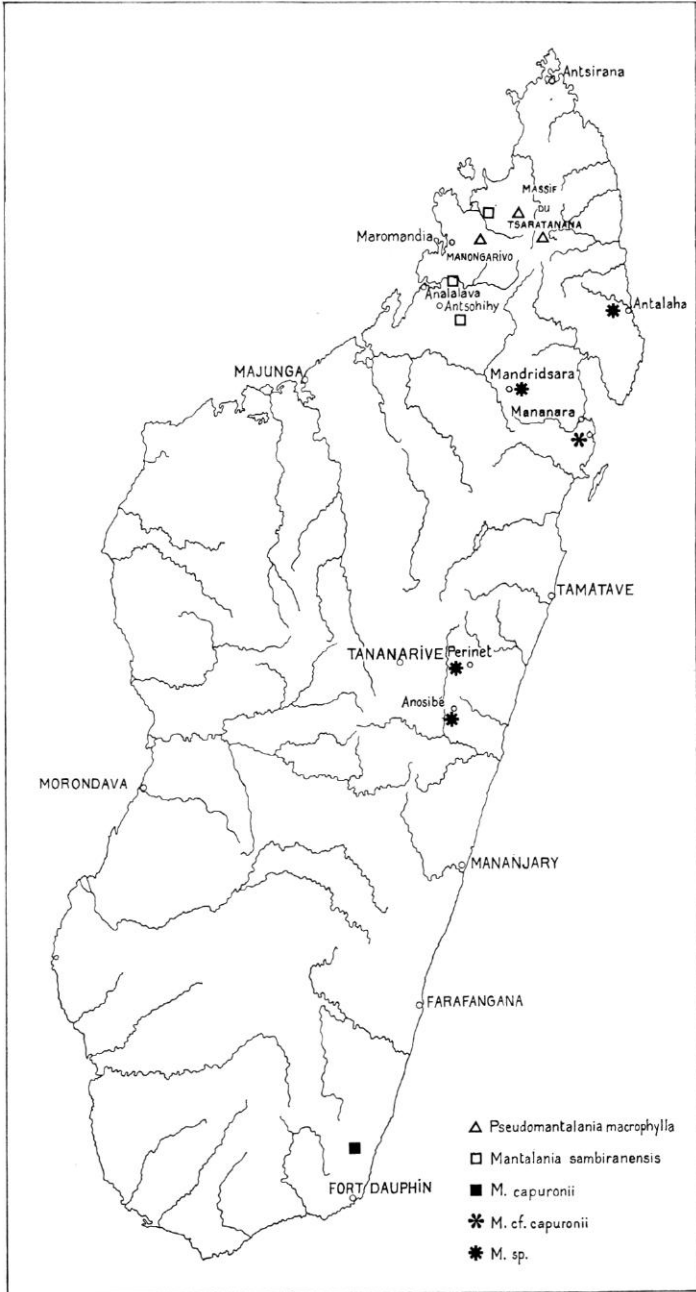 Antsirana
MASSIF
DU
TSARATANANA
Maromandia
MANONGARIVO
Analalava
Antsohihy
Antalaha
MAJUNGA
Mandridsara
Mananara
TAMATAVE
TANANARIVE
Perinet
Anosibé
MORONDAVA
MANANJARY
FARAFANGANA
Pseudomantalania macrophylla
Mantalania sambiranensis
M. capuronii
FORT DAUPHIN
M. cf. capuronii
M. sp.